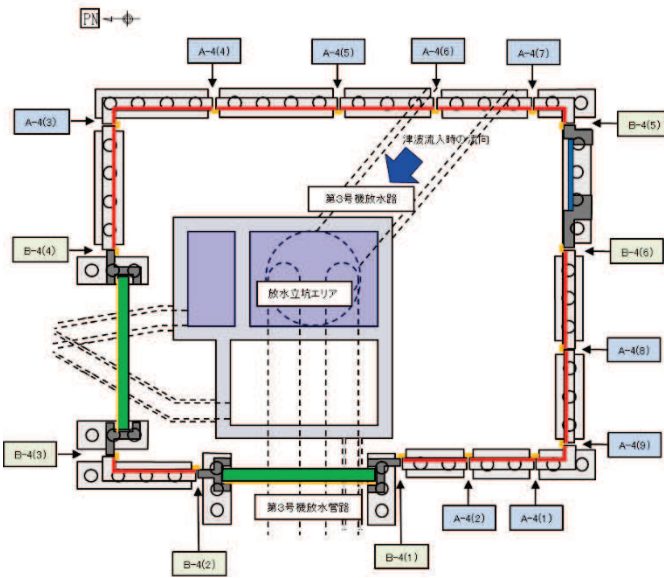 PN
A-4(4)
A-4(5)
A-4(6)
A-4(7)
A-4(3)
B-4(5)
津波流入時の流向
第3号機放水路
B-4(4)
B-4(6)
放水立坑エリア
A-4(8)
B-4(3)
A-4(9)
第3号機放水管路
B-4(2)
B-4(1)
A-4(2)
A-4(1)